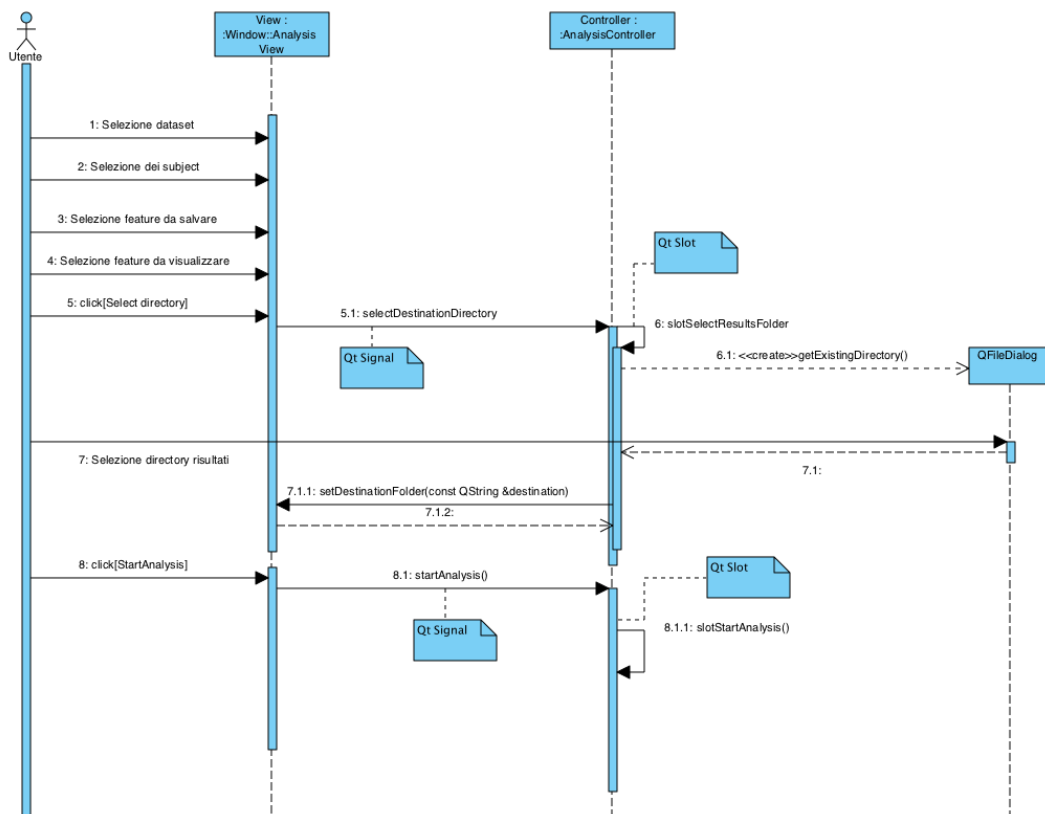 View :
:Window::Analysis
View
Controller :
:AnalysisController
Utente
1: Selezione dataset
2: Selezione dei subject
3: Selezione feature da salvare
Qt Slot
4: Selezione feature da visualizzare
5: click[Select directory]
5.1: selectDestinationDirectory
6: slotSelectResultsFolder
Qt Signal
6.1: <<create>>getExistingDirectory()
QFileDialog
7: Selezione directory risultati
7.1:
7.1.1: setDestinationFolder(const QString &destination)
7.1.2:
8: click[StartAnalysis]
8.1: startAnalysis()
Qt Slot
Qt Signal
8.1.1: slotStartAnalysis()